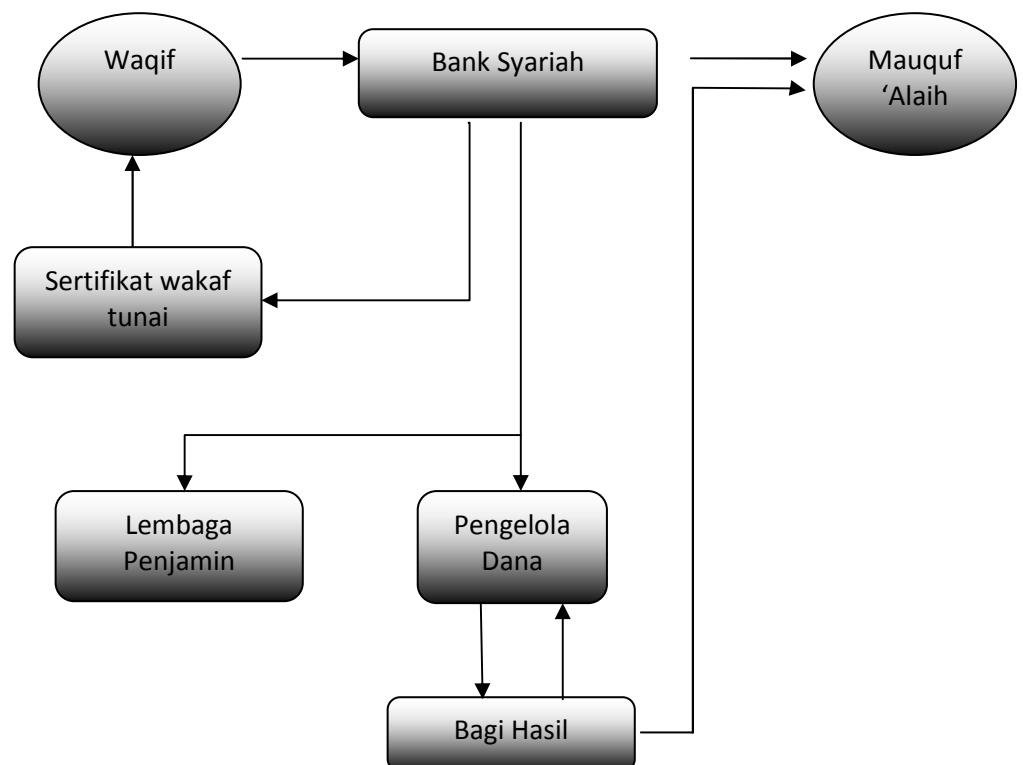 Waqif
Bank Syariah
Mauquf
‘Alaih
Sertifikat wakaf
tunai
Lembaga
Penjamin
Pengelola
Dana
Bagi Hasil